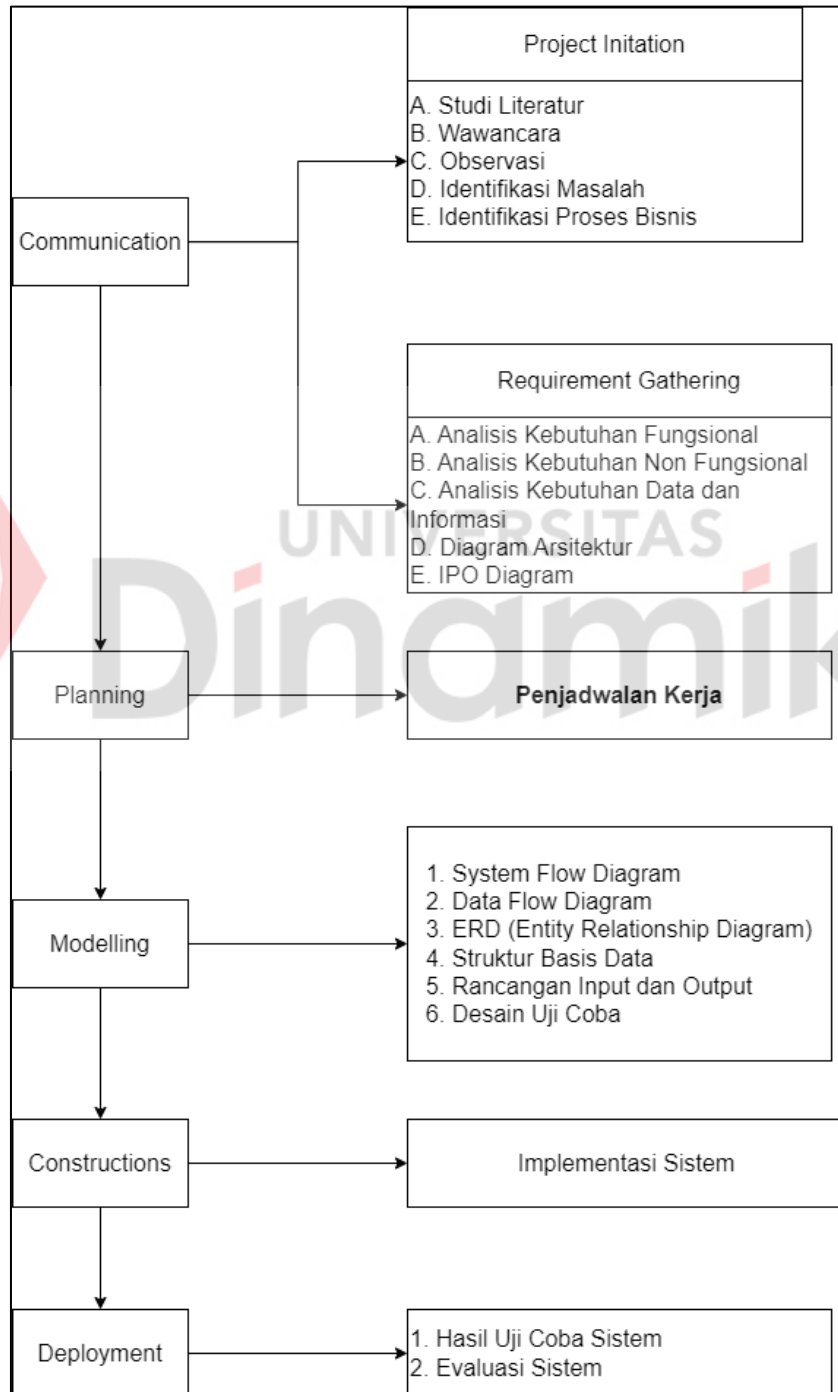 Project Initation
A. Studi Literatur
B. Wawancara
C. Observasi
D. Identifikasi Masalah
E. Identifikasi Proses Bisnis
Communication
Requirement Gathering
A. Analisis Kebutuhan Fungsional
B. Analisis Kebutuhan Non Fungsional
C. Analisis Kebutuhan Data dan
Informasi
D. Diagram Arsitektur
E. IPO Diagram
UNIVERSITAS
Dinamik
Planning
Penjadwalan Kerja
Modelling
1. System Flow Diagram
2. Data Flow Diagram
3. ERD (Entity Relationship Diagram)
4. Struktur Basis Data
5. Rancangan Input dan Output
6. Desain Uji Coba
Constructions
Implementasi Sistem
Deployment
1. Hasil Uji Coba Sistem
2. Evaluasi Sistem